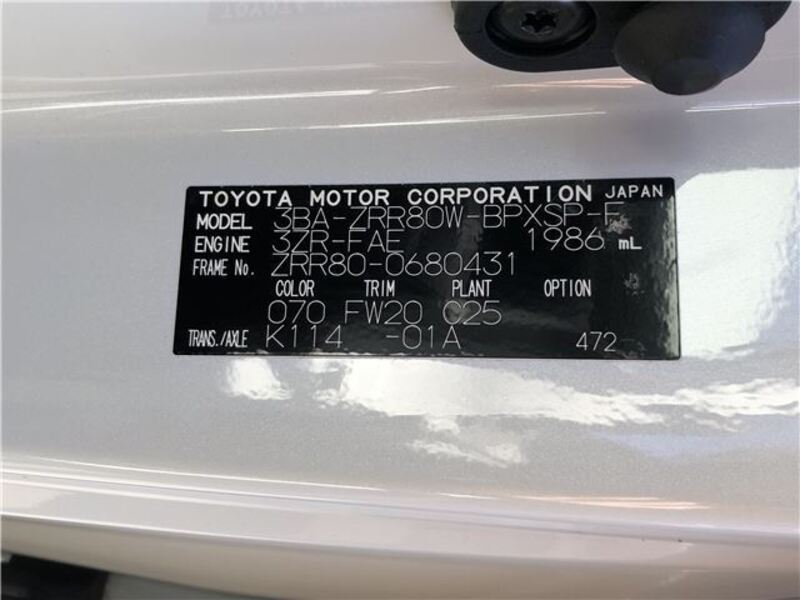 TOYOTA MOTOR CORPORATION JAPAN
MODEL 3BA-ZRR80W-BPXSP-F
ENGINE 3ZR-FAE 1986 mL
FRAME No. ZRR80-0680431
COLOR TRIM PLANT OPTION
070 FW20 C25
TRANS./AXLE K114 -01A 472